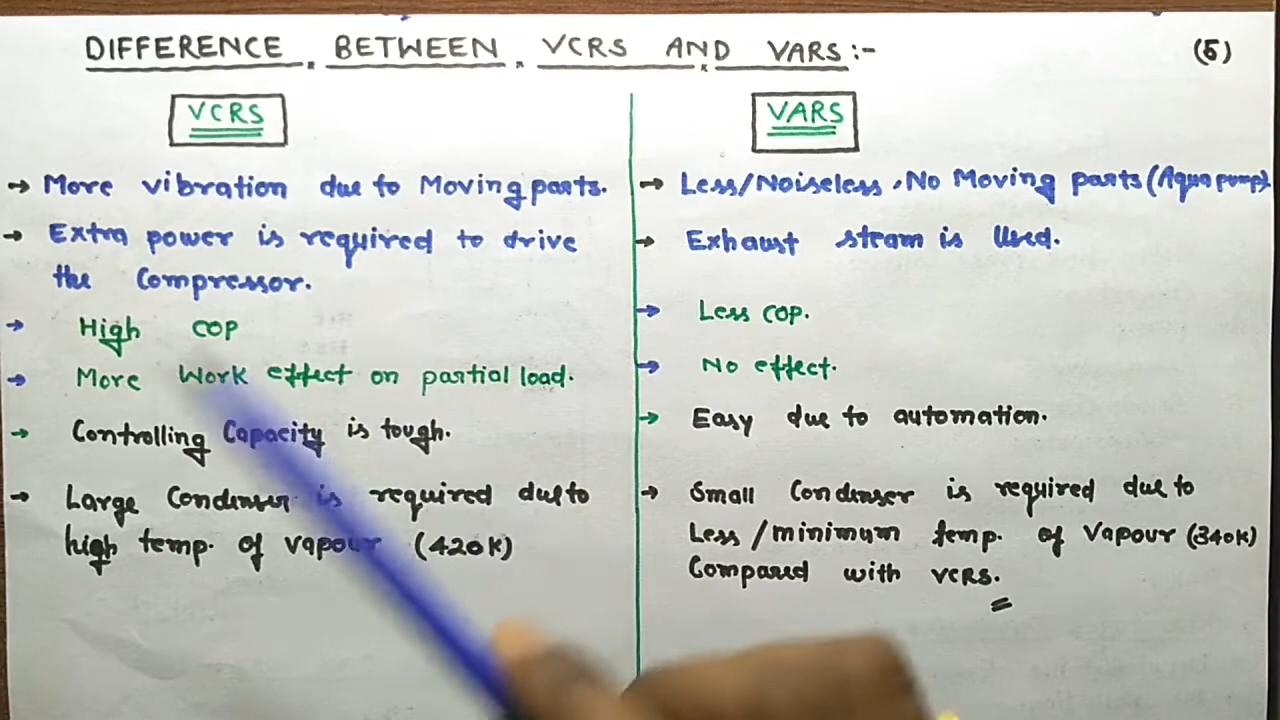 DIFFERENCE BETWEEN VCRS AND VARS:-
(5)
VCRS
→ More vibration due to Moving parts.
→ Extra power is required to drive
the Compressor.
→ High COP
→ More Work effect on partial load.
→ Controlling Capacity is tough.
→ Large Condenser is required due to
high temp. of vapour (420K)
VARS
→ Less/Noiseless, No Moving parts (Aqua pump).
→ Exhaust steam is Used.
→ Less COP.
→ No effect.
→ Easy due to automation.
→ Small Condenser is required due to
Less/minimum temp. of Vapour (340K)
Compared with VCRS.